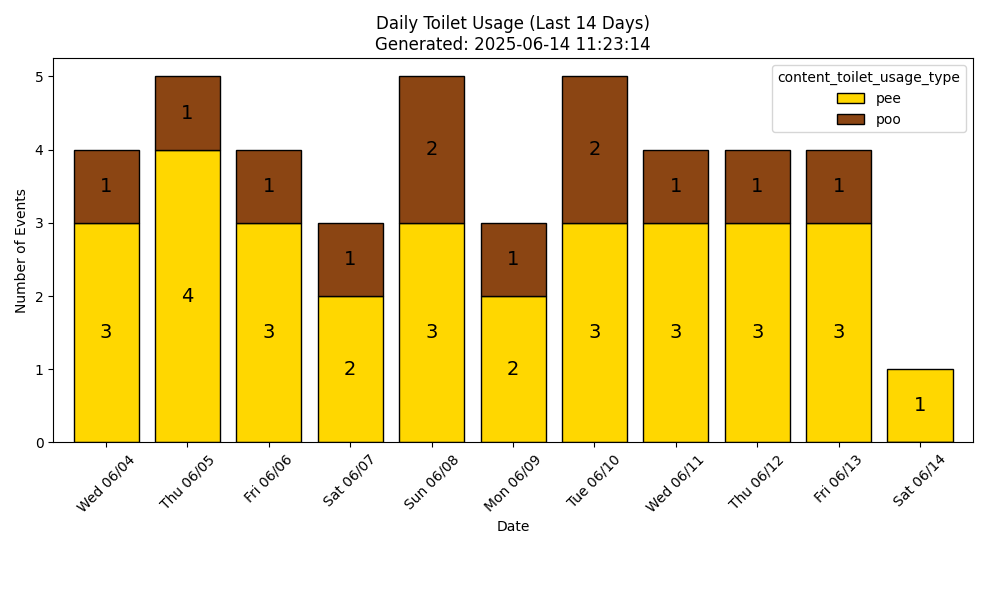 Daily Toilet Usage (Last 14 Days)
Generated: 2025-06-14 11:23:14
content_toilet_usage_type
pee
poo
Number of Events
5
4
3
2
1
0
1
1
1
1
2
1
2
1
1
1
3
4
3
2
3
2
3
3
3
3
1
Wed 06/04
Thu 06/05
Fri 06/06
Sat 06/07
Sun 06/08
Mon 06/09
Tue 06/10
Wed 06/11
Thu 06/12
Fri 06/13
Sat 06/14
Date